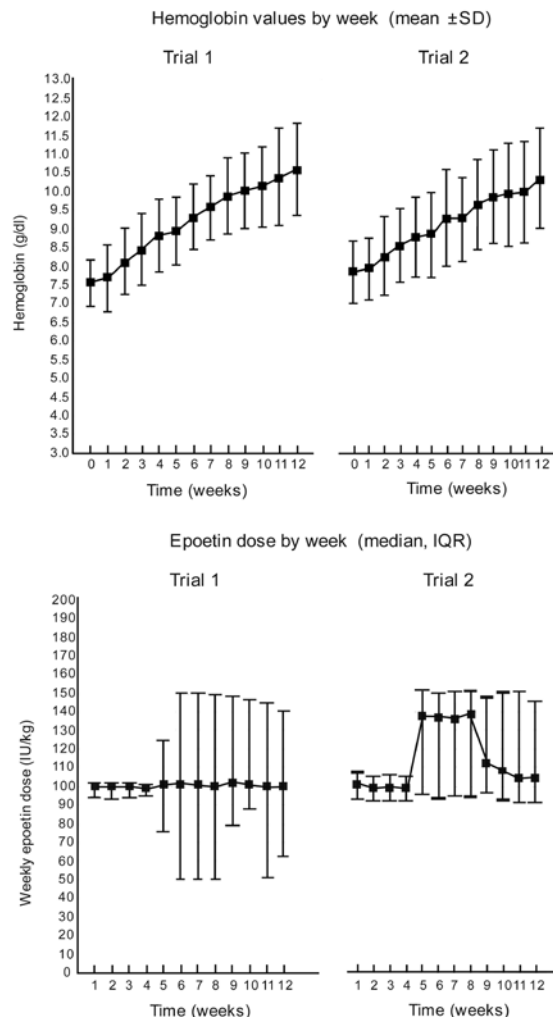 Hemoglobin values by week (mean ±SD)
Trial 1
Trial 2
Hemoglobin (g/dl)
13.0
12.5
12.0
11.5
11.0
10.5
10.0
9.5
9.0
8.5
8.0
7.5
7.0
6.5
6.0
5.5
5.0
4.5
4.0
3.5
3.0
0 1 2 3 4 5 6 7 8 9 10 11 12
0 1 2 3 4 5 6 7 8 9 10 11 12
Time (weeks)
Time (weeks)
Epoetin dose by week (median, IQR)
Trial 1
Trial 2
Weekly epoetin dose (IU/kg)
200
190
180
170
160
150
140
130
120
110
100
90
80
70
60
50
40
30
20
10
0
1 2 3 4 5 6 7 8 9 10 11 12
1 2 3 4 5 6 7 8 9 10 11 12
Time (weeks)
Time (weeks)